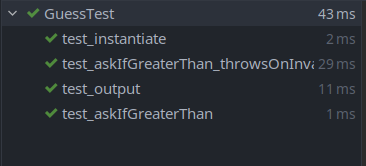 GuessTest 43 ms
test_instantiate 2 ms
test_askIfGreaterThan_throwsOnInva 29 ms
test_output 11 ms
test_askIfGreaterThan 1 ms